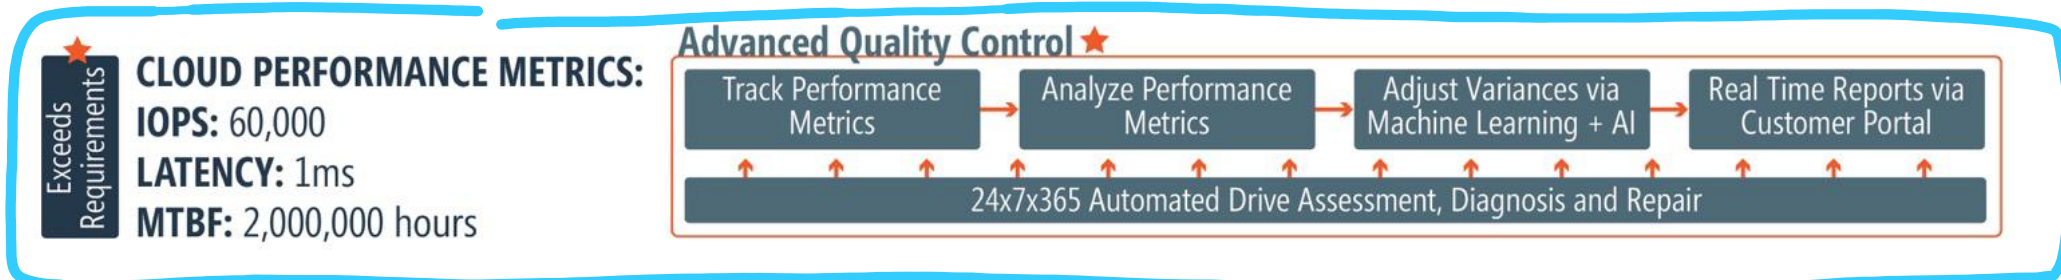 Exceeds
Requirements
CLOUD PERFORMANCE METRICS:
IOPS: 60,000
LATENCY: 1ms
MTBF: 2,000,000 hours
Advanced Quality Control
Track Performance
Metrics
Analyze Performance
Metrics
Adjust Variances via
Machine Learning + AI
Real Time Reports via
Customer Portal
24x7x365 Automated Drive Assessment, Diagnosis and Repair